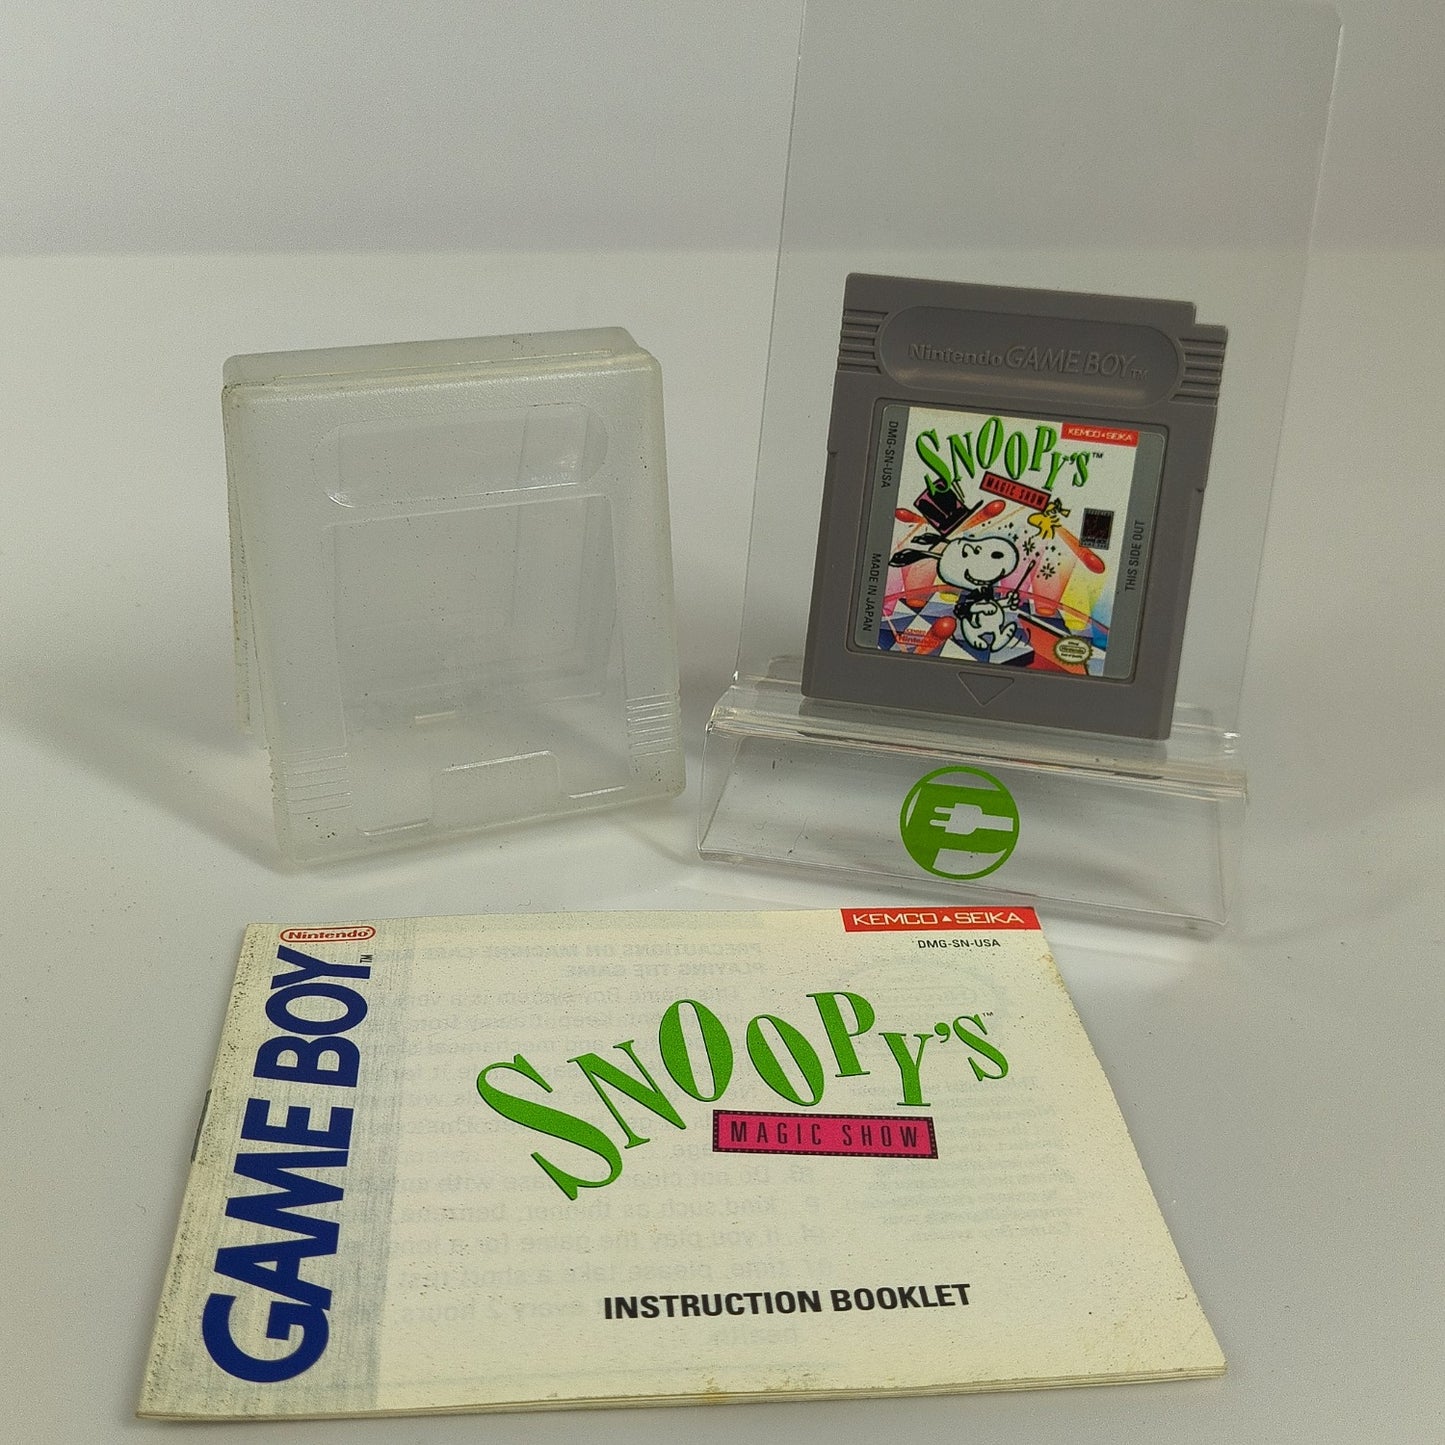 Nintendo GAME BOY™
KEMCO▲SEIKA
SNOOPY'S™
MAGIC SHOW
DMG-SN-USA
MADE IN JAPAN
THIS SIDE OUT
Nintendo
Nintendo
GAME BOY™
KEMCO▲SEIKA
DMG-SN-USA
SNOOPY'S™
MAGIC SHOW
INSTRUCTION BOOKLET